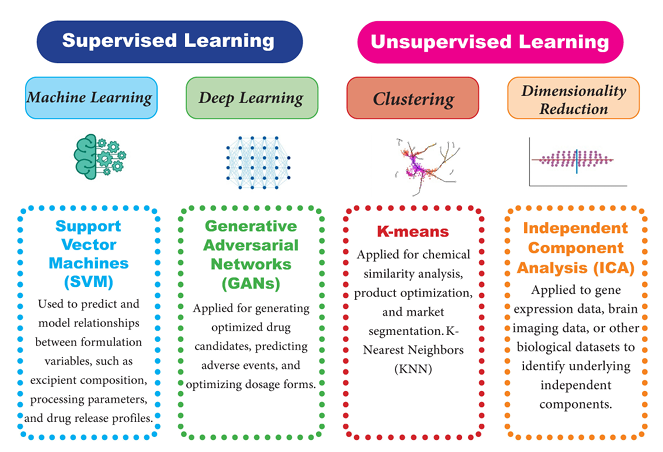 Supervised Learning
Unsupervised Learning
Machine Learning
Deep Learning
Clustering
Dimensionality
Reduction
Support
Vector
Machines
(SVM)
Used to predict and
model relationships
between formulation
variables, such as
excipient composition,
processing parameters,
and drug release profiles.
Generative
Adversarial
Networks
(GANs)
Applied for generating
optimized drug
candidates, predicting
adverse events, and
optimizing dosage forms.
K-means
Applied for chemical
similarity analysis,
product optimization,
and market
segmentation. K-
Nearest Neighbors
(KNN)
Independent
Component
Analysis (ICA)
Applied to gene
expression data, brain
imaging data, or other
biological datasets to
identify underlying
independent
components.